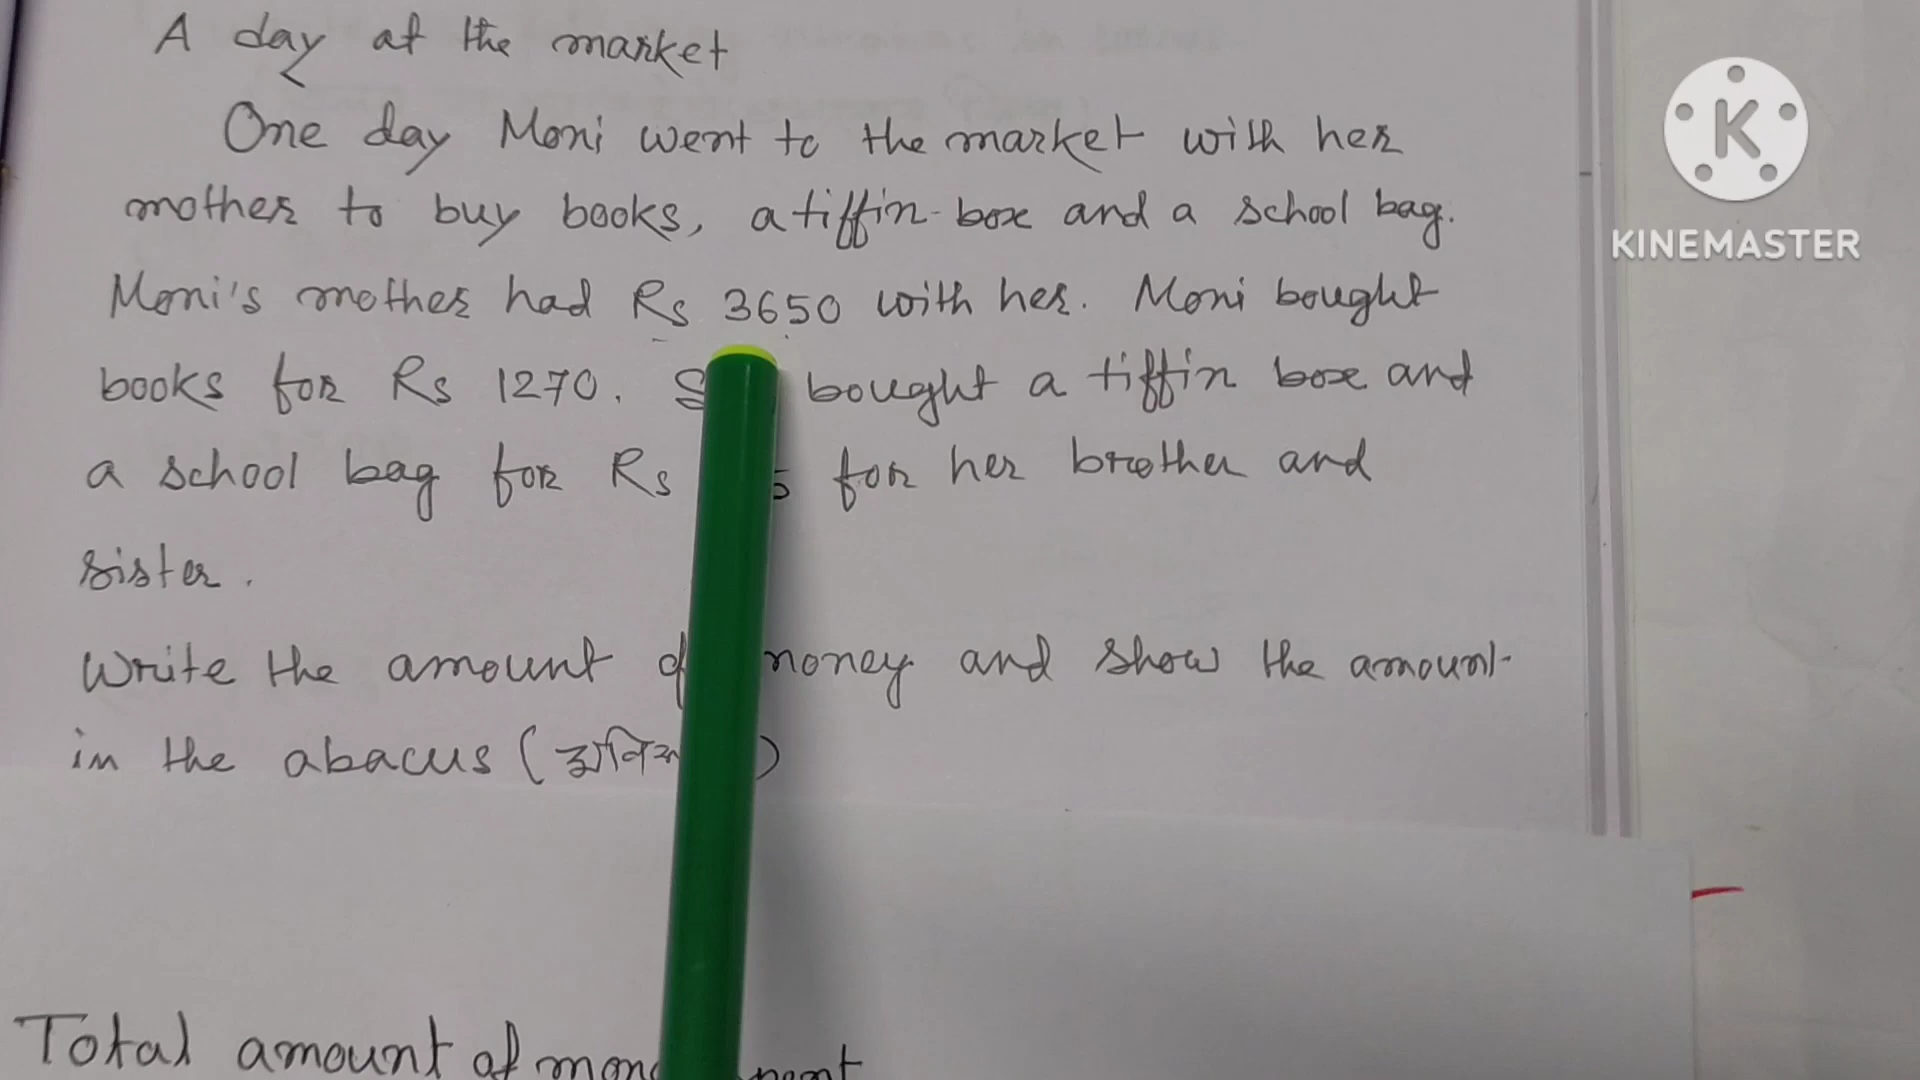 A day at the market
One day Moni went to the market with her
mother to buy books, a tiffin-box and a school bag.
Moni's mother had Rs 3650 with her. Moni bought
books for Rs 1270. bought a tiffin box and
a school bag for Rs for her brother and
sister.
Write the amount money and show the amount
in the abacus (
Total amount of
K
KINEMASTER